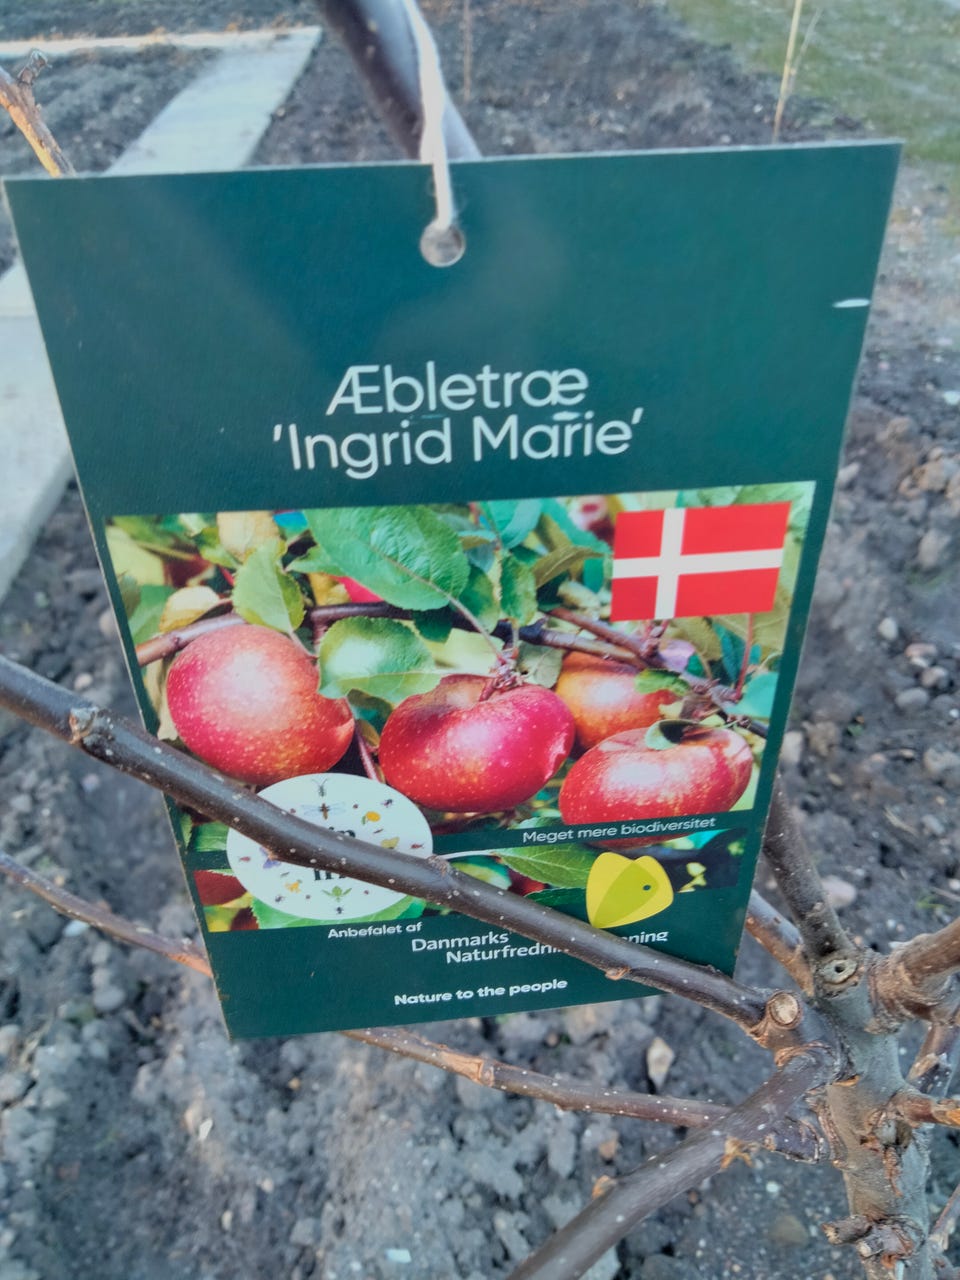 Æbletræ
'Ingrid Marie'
Meget mere biodiversitet
Anbefalet af
Danmarks
Nature to the people